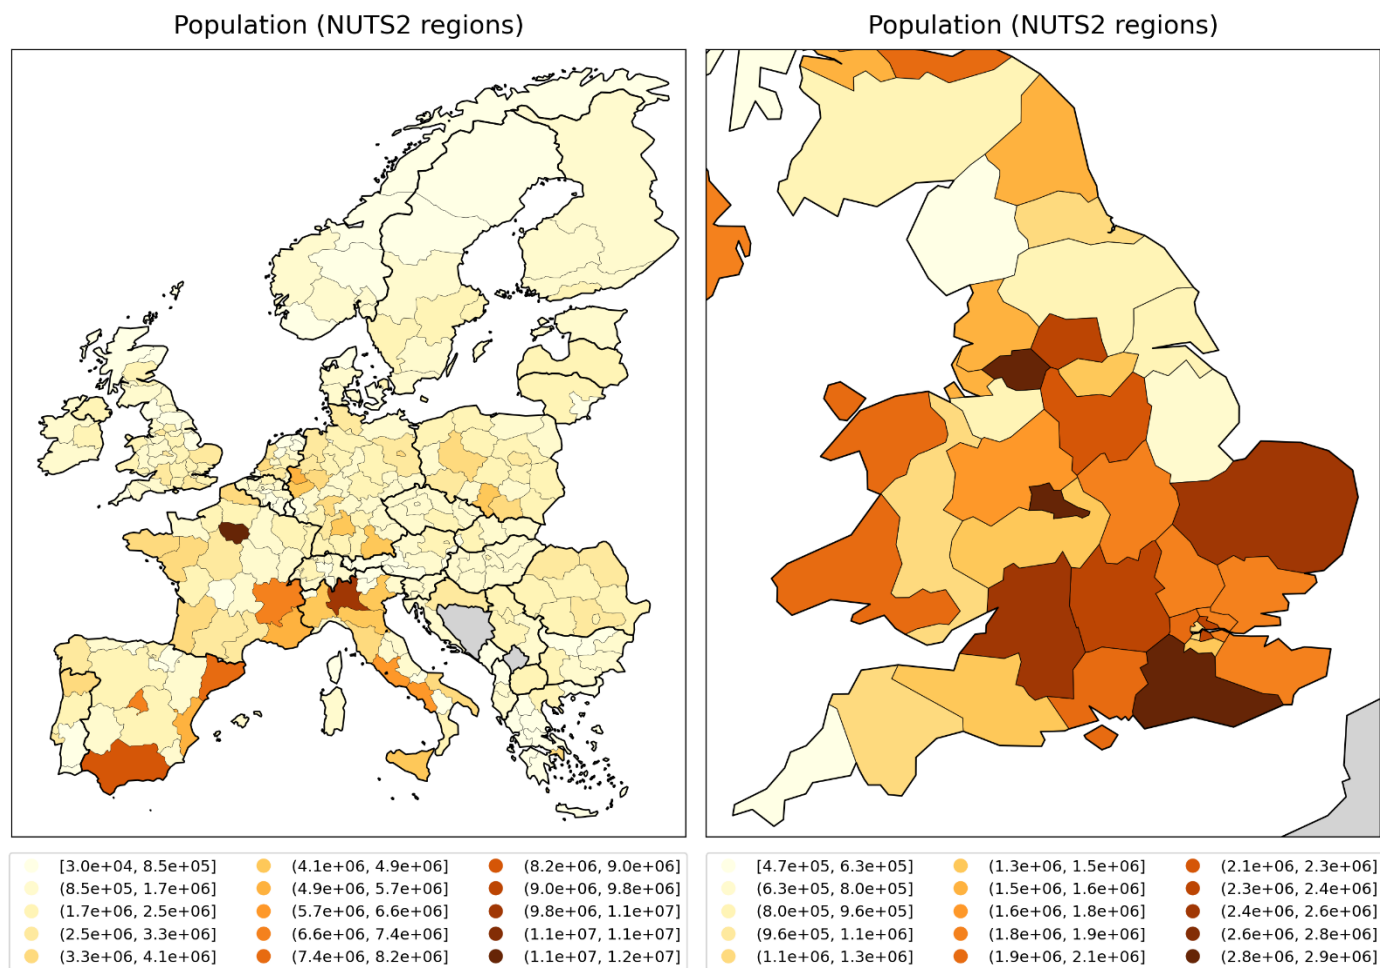 Population (NUTS2 regions)
Population (NUTS2 regions)
[3.0e+04, 8.5e+05] (4.1e+06, 4.9e+06] (8.2e+06, 9.0e+06]
(8.5e+05, 1.7e+06] (4.9e+06, 5.7e+06] (9.0e+06, 9.8e+06]
(1.7e+06, 2.5e+06] (5.7e+06, 6.6e+06] (9.8e+06, 1.1e+07]
(2.5e+06, 3.3e+06] (6.6e+06, 7.4e+06] (1.1e+07, 1.1e+07]
(3.3e+06, 4.1e+06] (7.4e+06, 8.2e+06] (1.1e+07, 1.2e+07]
[4.7e+05, 6.3e+05] (1.3e+06, 1.5e+06] (2.1e+06, 2.3e+06]
(6.3e+05, 8.0e+05] (1.5e+06, 1.6e+06] (2.3e+06, 2.4e+06]
(8.0e+05, 9.6e+05] (1.6e+06, 1.8e+06] (2.4e+06, 2.6e+06]
(9.6e+05, 1.1e+06] (1.8e+06, 1.9e+06] (2.6e+06, 2.8e+06]
(1.1e+06, 1.3e+06] (1.9e+06, 2.1e+06] (2.8e+06, 2.9e+06]